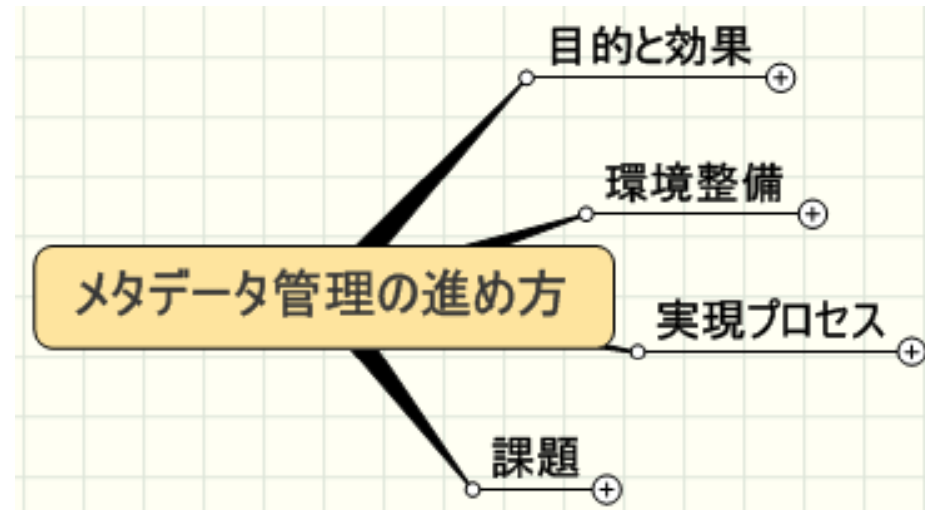 目的と効果
環境整備
メタデータ管理の進め方
実現プロセス
課題